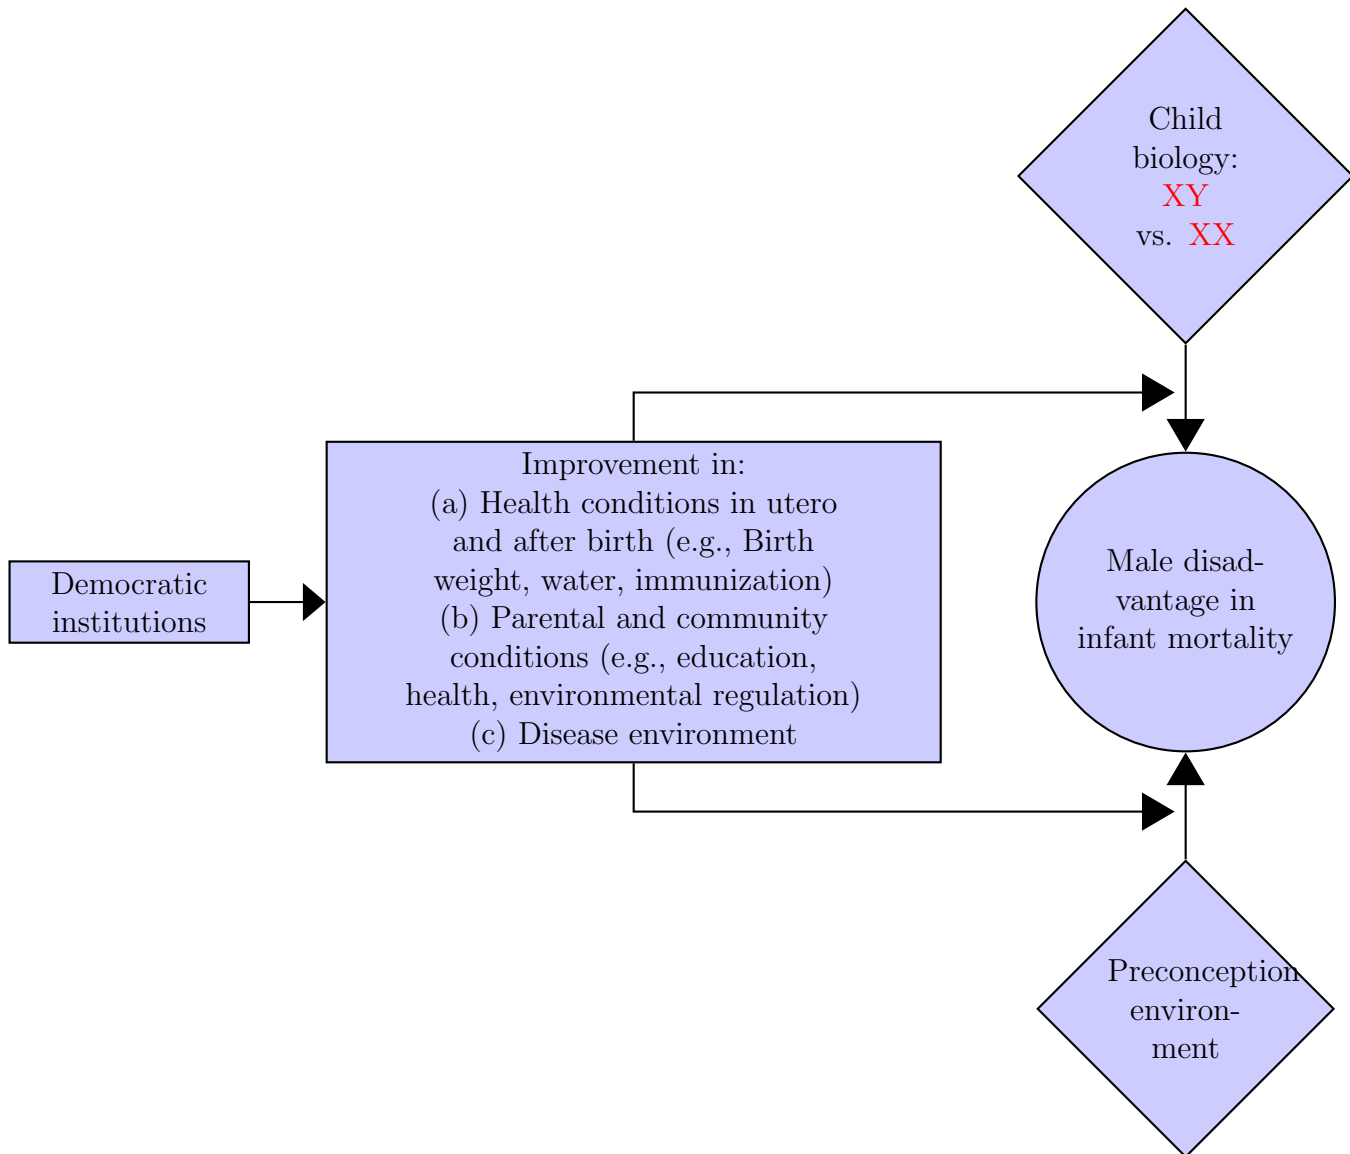 Child
biology:
XY
vs. XX
Improvement in:
(a) Health conditions in utero
and after birth (e.g., Birth
weight, water, immunization)
(b) Parental and community
conditions (e.g., education,
health, environmental regulation)
(c) Disease environment
Democratic
institutions
Male disad-
vantage in
infant mortality
Preconception
environ-
ment